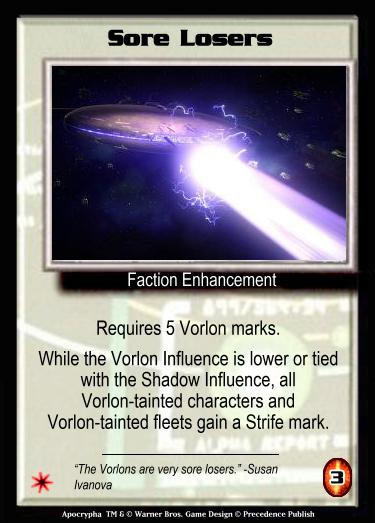 Sore Losers
Faction Enhancement
Requires 5 Vorlon marks.
While the Vorlon Influence is lower or tied
with the Shadow Influence, all
Vorlon-tainted characters and
Vorlon-tainted fleets gain a Strife mark.
"The Vorlons are very sore losers." -Susan
Ivanova
3
Apocrypha TM & © Warner Bros. Game Design © Precedence Publish